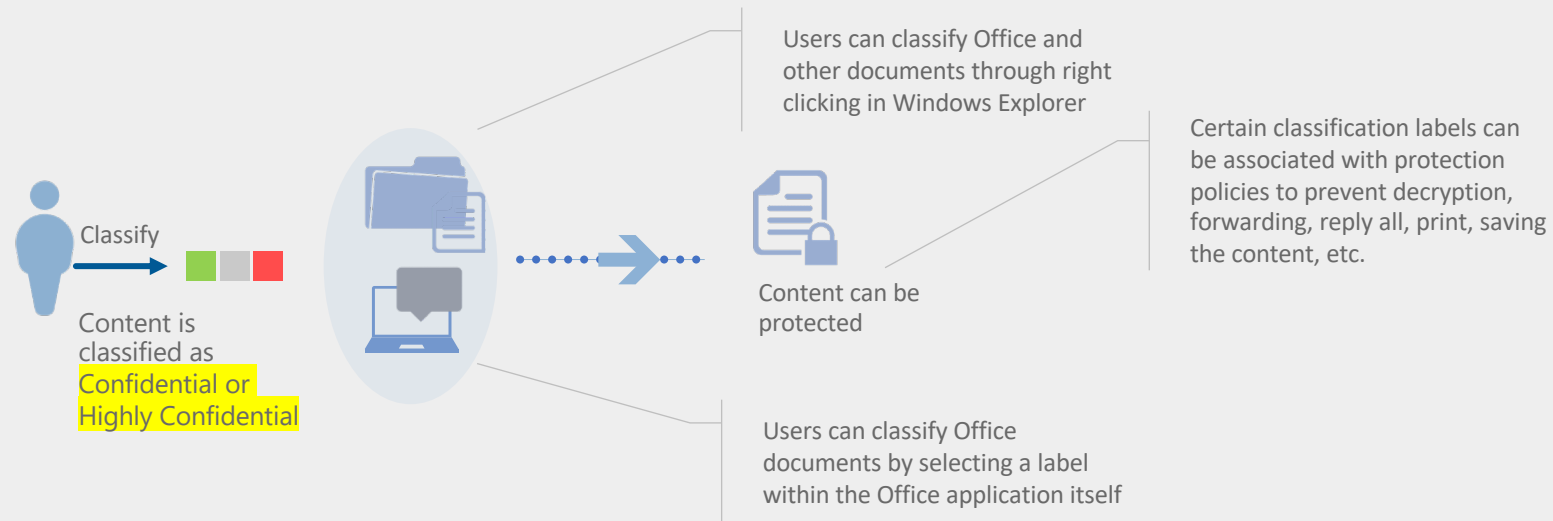 Users can classify Office and
other documents through right
clicking in Windows Explorer
Certain classification labels can
be associated with protection
policies to prevent decryption,
forwarding, reply all, print, saving
the content, etc.
Classify
Content is
classified as
Confidential or
Highly Confidential
Content can be
protected
Users can classify Office
documents by selecting a label
within the Office application itself